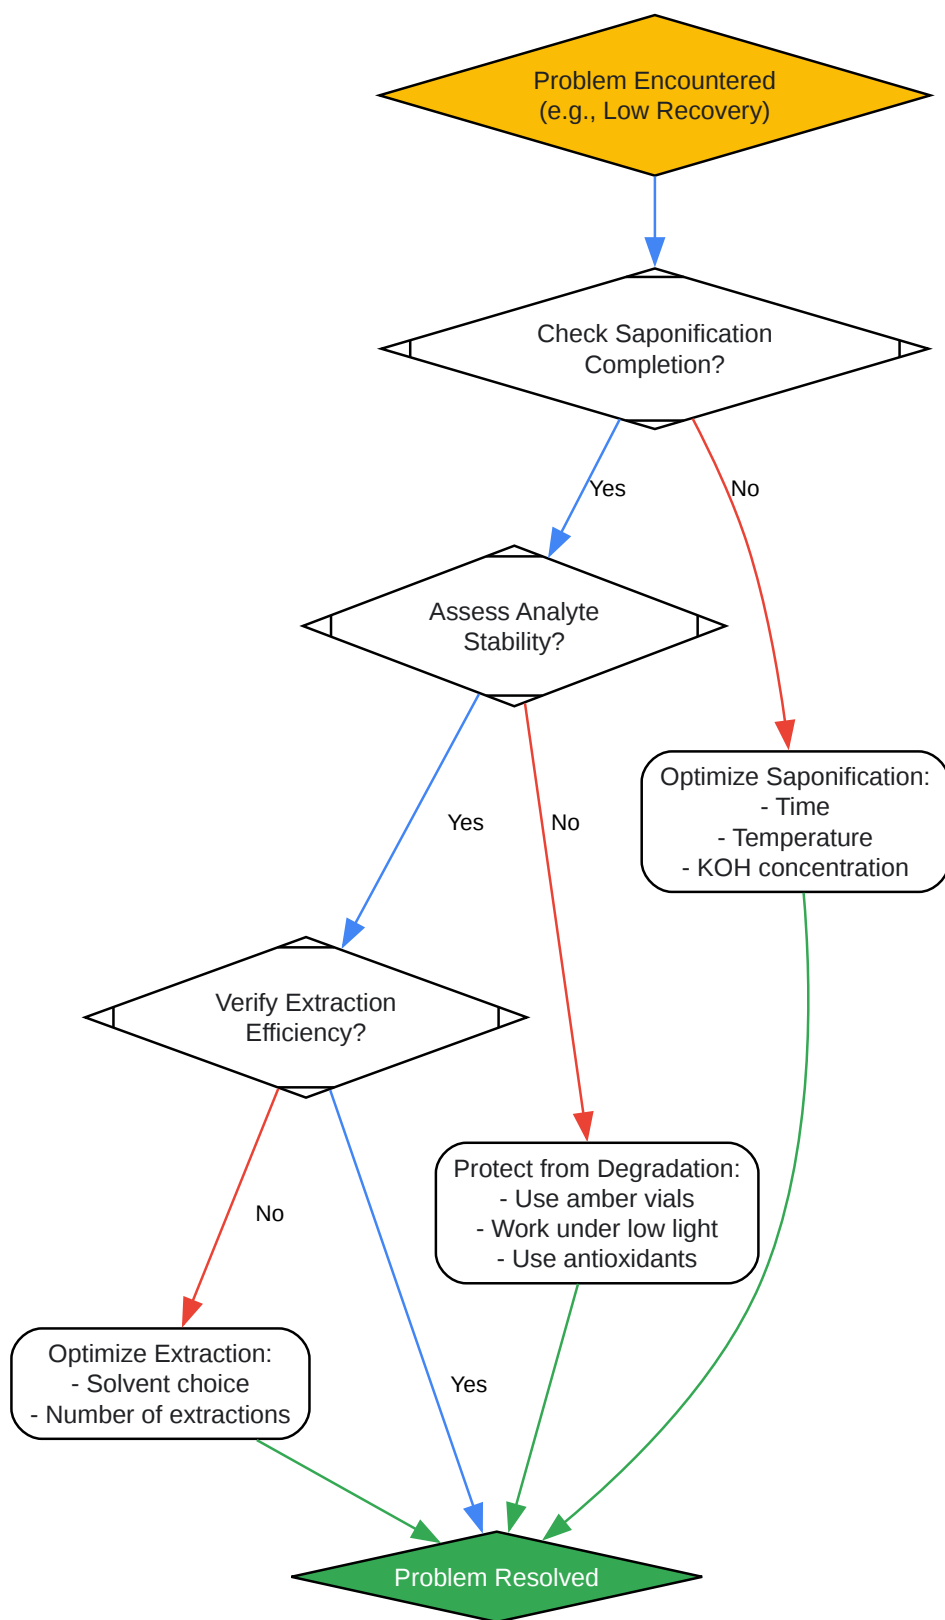 Problem Encountered
(e.g., Low Recovery)
Check Saponification
Completion?
Yes
No
Assess Analyte
Stability?
Optimize Saponification:
- Time
- Temperature
- KOH concentration
Yes
No
Verify Extraction
Efficiency?
Protect from Degradation:
- Use amber vials
- Work under low light
- Use antioxidants
No
Optimize Extraction:
- Solvent choice
- Number of extractions
Yes
Problem Resolved